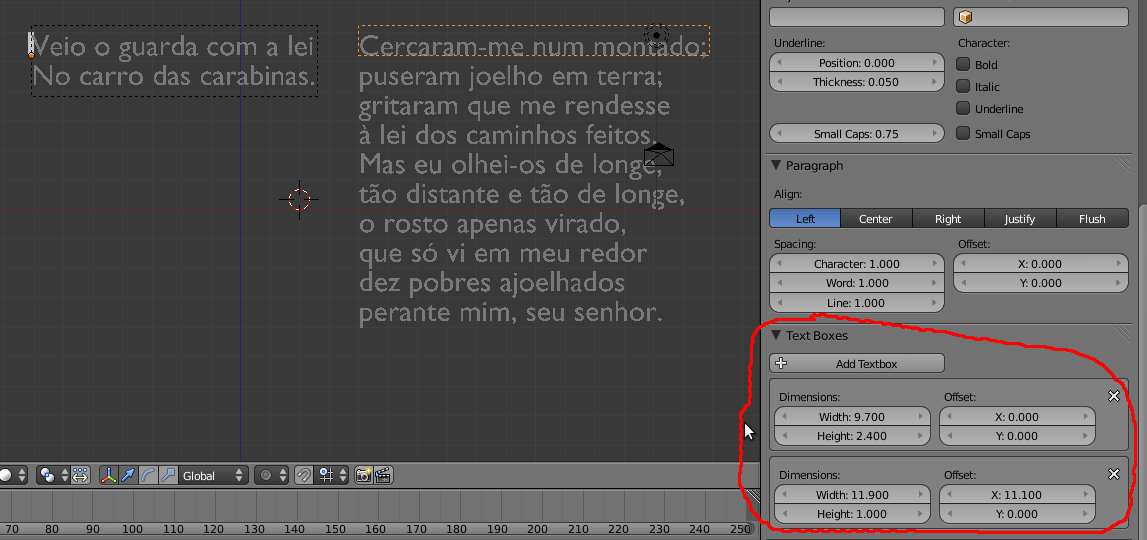 Veio o guarda com a lei
No carro das carabinas.
Cercaram-me num montado;
puseram joelho em terra;
gritaram que me rendesse
à lei dos caminhos feitos.
Mas eu olhei-os de longe,
tão distante e tão de longe,
o rosto apenas virado,
que só vi em meu redor
dez pobres ajoelhados
perante mim, seu senhor.
Underline:
Position: 0.000
Thickness: 0.050
Small Caps: 0.75
Character:
Bold
Italic
Underline
Small Caps
Paragraph
Align:
Left Center Right Justify Flush
Spacing:
Character: 1.000
Word: 1.000
Line: 1.000
Offset:
X: 0.000
Y: 0.000
Text Boxes
Add Textbox
Dimensions:
Width: 9.700
Height: 2.400
Offset:
X: 0.000
Y: 0.000
Dimensions:
Width: 11.900
Height: 1.000
Offset:
X: 11.100
Y: 0.000
Global
70 80 90 100 110 120 130 140 150 160 170 180 190 200 210 220 230 240 250